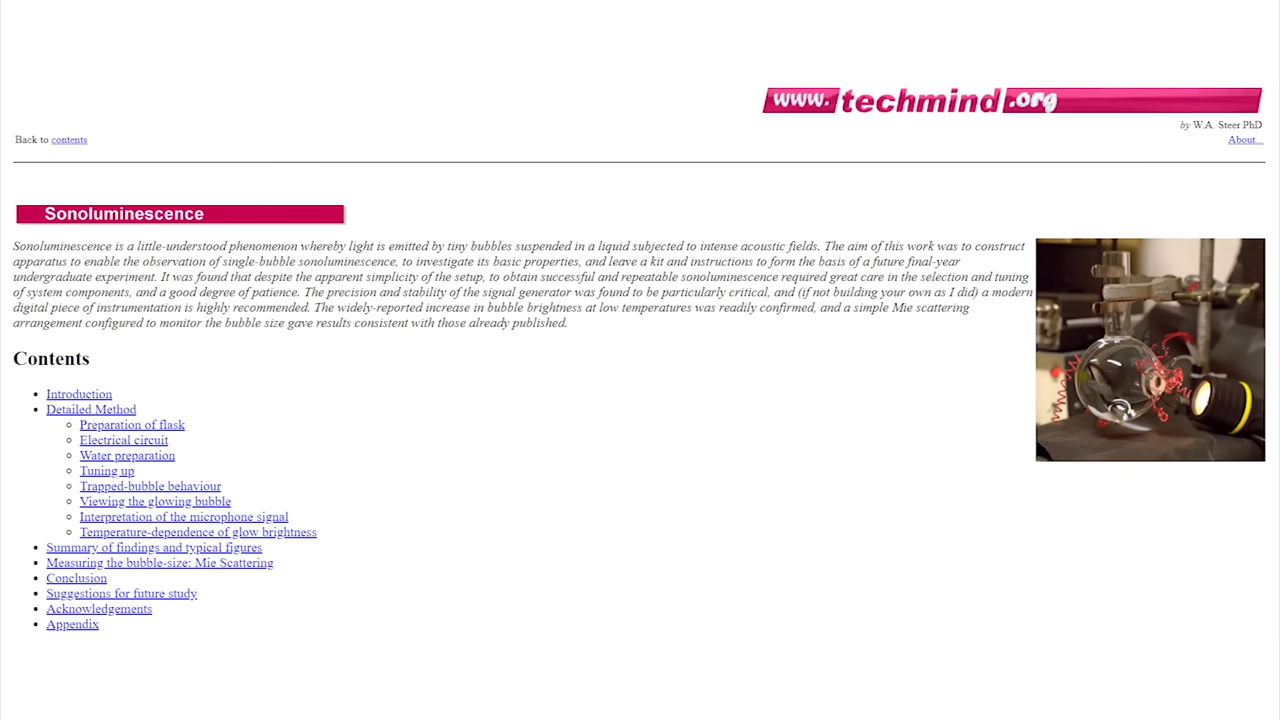 www.techmind.org
by W.A. Steer PhD
Back to contents
About...
Sonoluminescence
Sonoluminescence is a little-understood phenomenon whereby light is emitted by tiny bubbles suspended in a liquid subjected to intense acoustic fields. The aim of this work was to construct
apparatus to enable the observation of single-bubble sonoluminescence, to investigate its basic properties, and leave a kit and instructions to form the basis of a future final-year
undergraduate experiment. It was found that despite the apparent simplicity of the setup, to obtain successful and repeatable sonoluminescence required great care in the selection and tuning
of system components, and a good degree of patience. The precision and stability of the signal generator was found to be particularly critical, and (if not building your own as I did) a modern
digital piece of instrumentation is highly recommended. The widely-reported increase in bubble brightness at low temperatures was readily confirmed, and a simple Mie scattering
arrangement configured to monitor the bubble size gave results consistent with those already published.
Contents
• Introduction
• Detailed Method
◦ Preparation of flask
◦ Electrical circuit
◦ Water preparation
◦ Tuning up
◦ Trapped-bubble behaviour
◦ Viewing the glowing bubble
◦ Interpretation of the microphone signal
◦ Temperature-dependence of glow brightness
• Summary of findings and typical figures
• Measuring the bubble-size: Mie Scattering
• Conclusion
• Suggestions for future study
• Acknowledgements
• Appendix